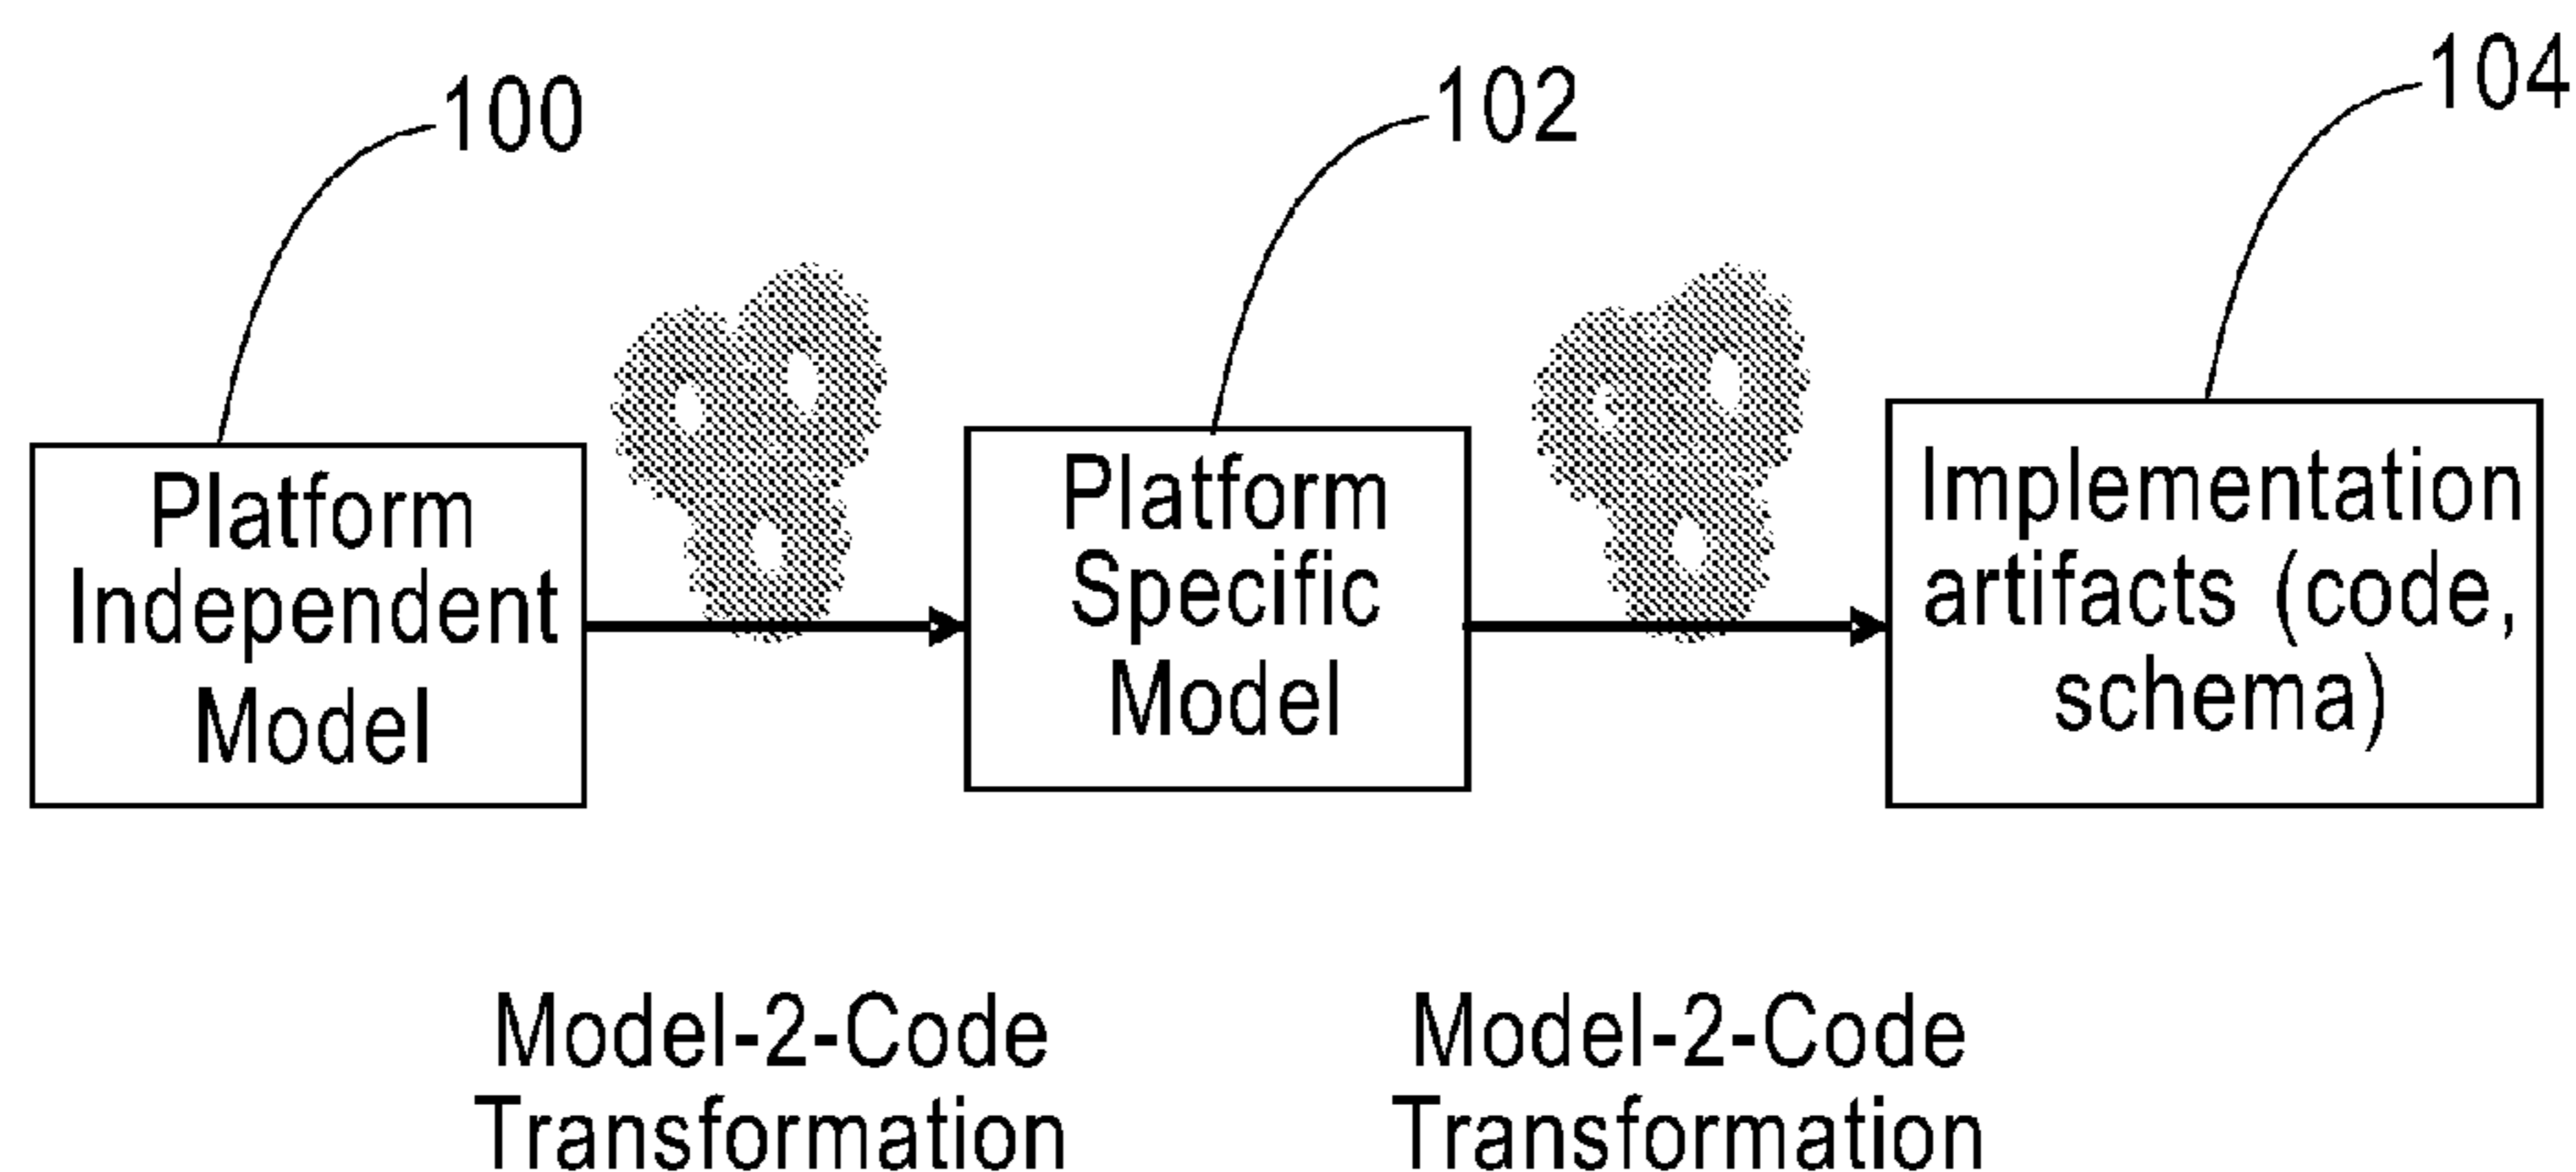 100
102
104
Platform
Independent
Model
Platform
Specific
Model
Implementation
artifacts (code,
schema)
Model-2-Code
Transformation
Model-2-Code
Transformation